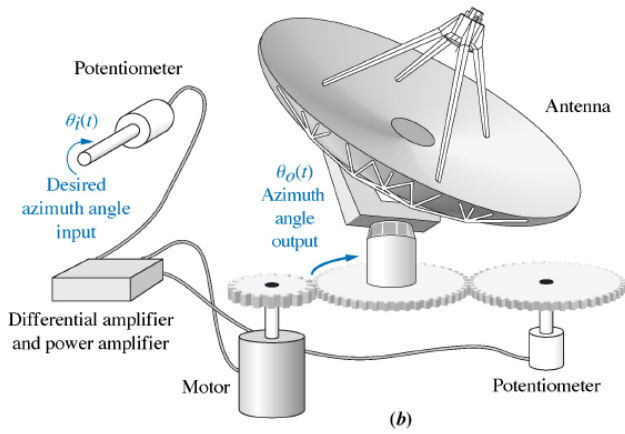 Potentiometer
θi(t)
Desired
azimuth angle
input
Antenna
θo(t)
Azimuth
angle
output
Differential amplifier
and power amplifier
Motor
Potentiometer
(b)